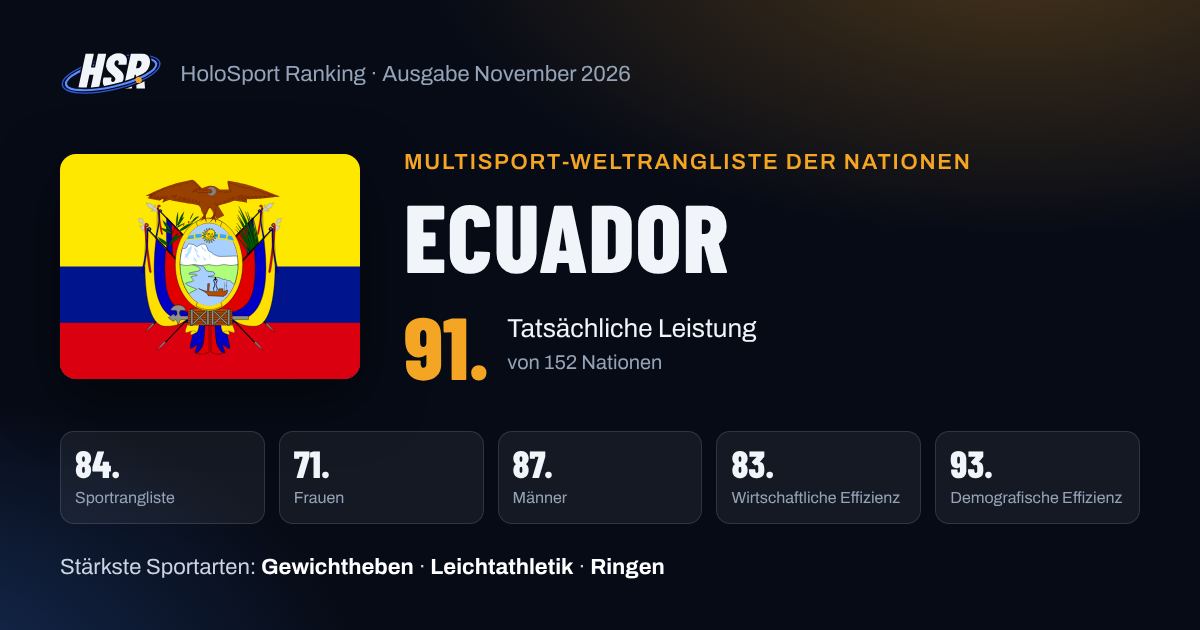 HSR
HoloSport Ranking · Ausgabe November 2026
MULTISPORT-WELTRANGLISTE DER NATIONEN
ECUADOR
91.
Tatsächliche Leistung
von 152 Nationen
84.
Sportrangliste
71.
Frauen
87.
Männer
83.
Wirtschaftliche Effizienz
93.
Demografische Effizienz
Stärkste Sportarten: Gewichtheben · Leichtathletik · Ringen